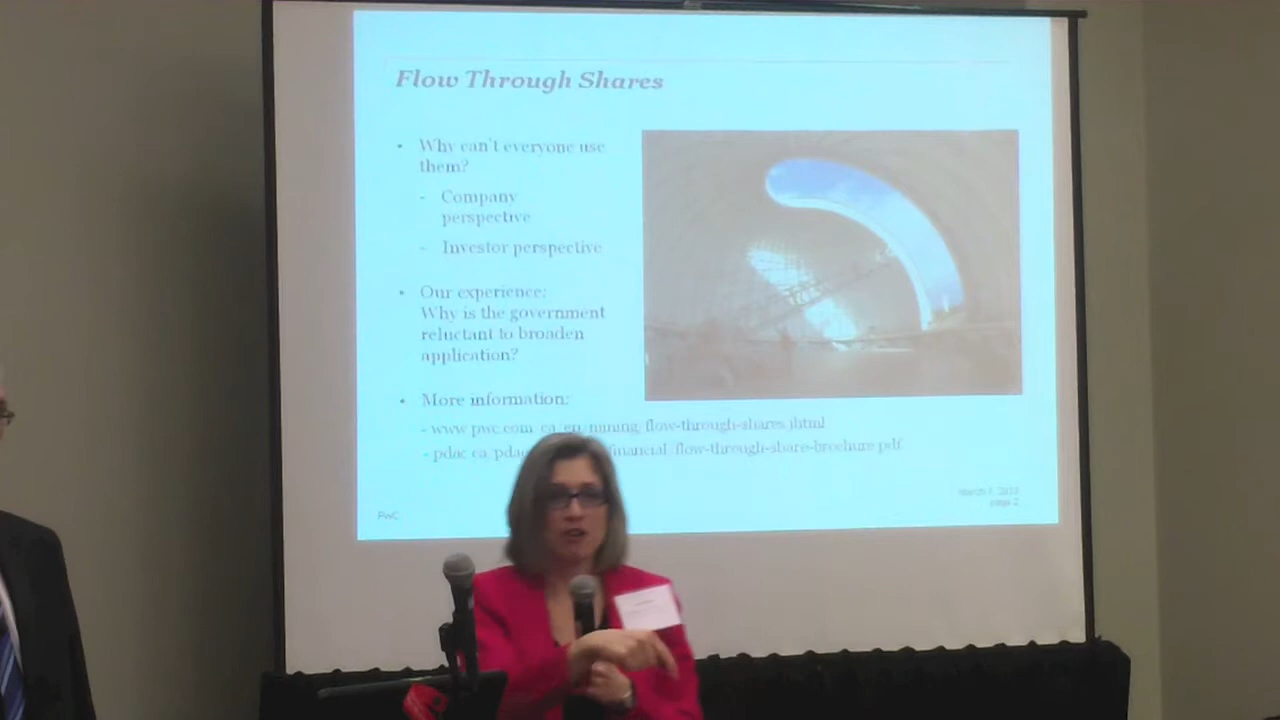 Flow Through Shares
• Why can't everyone use
them?
- Company
perspective
- Investor perspective
• Our experience:
Why is the government
reluctant to broaden
application?
• More information:
- www.pwc.com/ca/en/mining/flow-through-shares.jhtml
- pdac.ca/pdac financial/flow-through-share-brochure.pdf
PwC
page 2